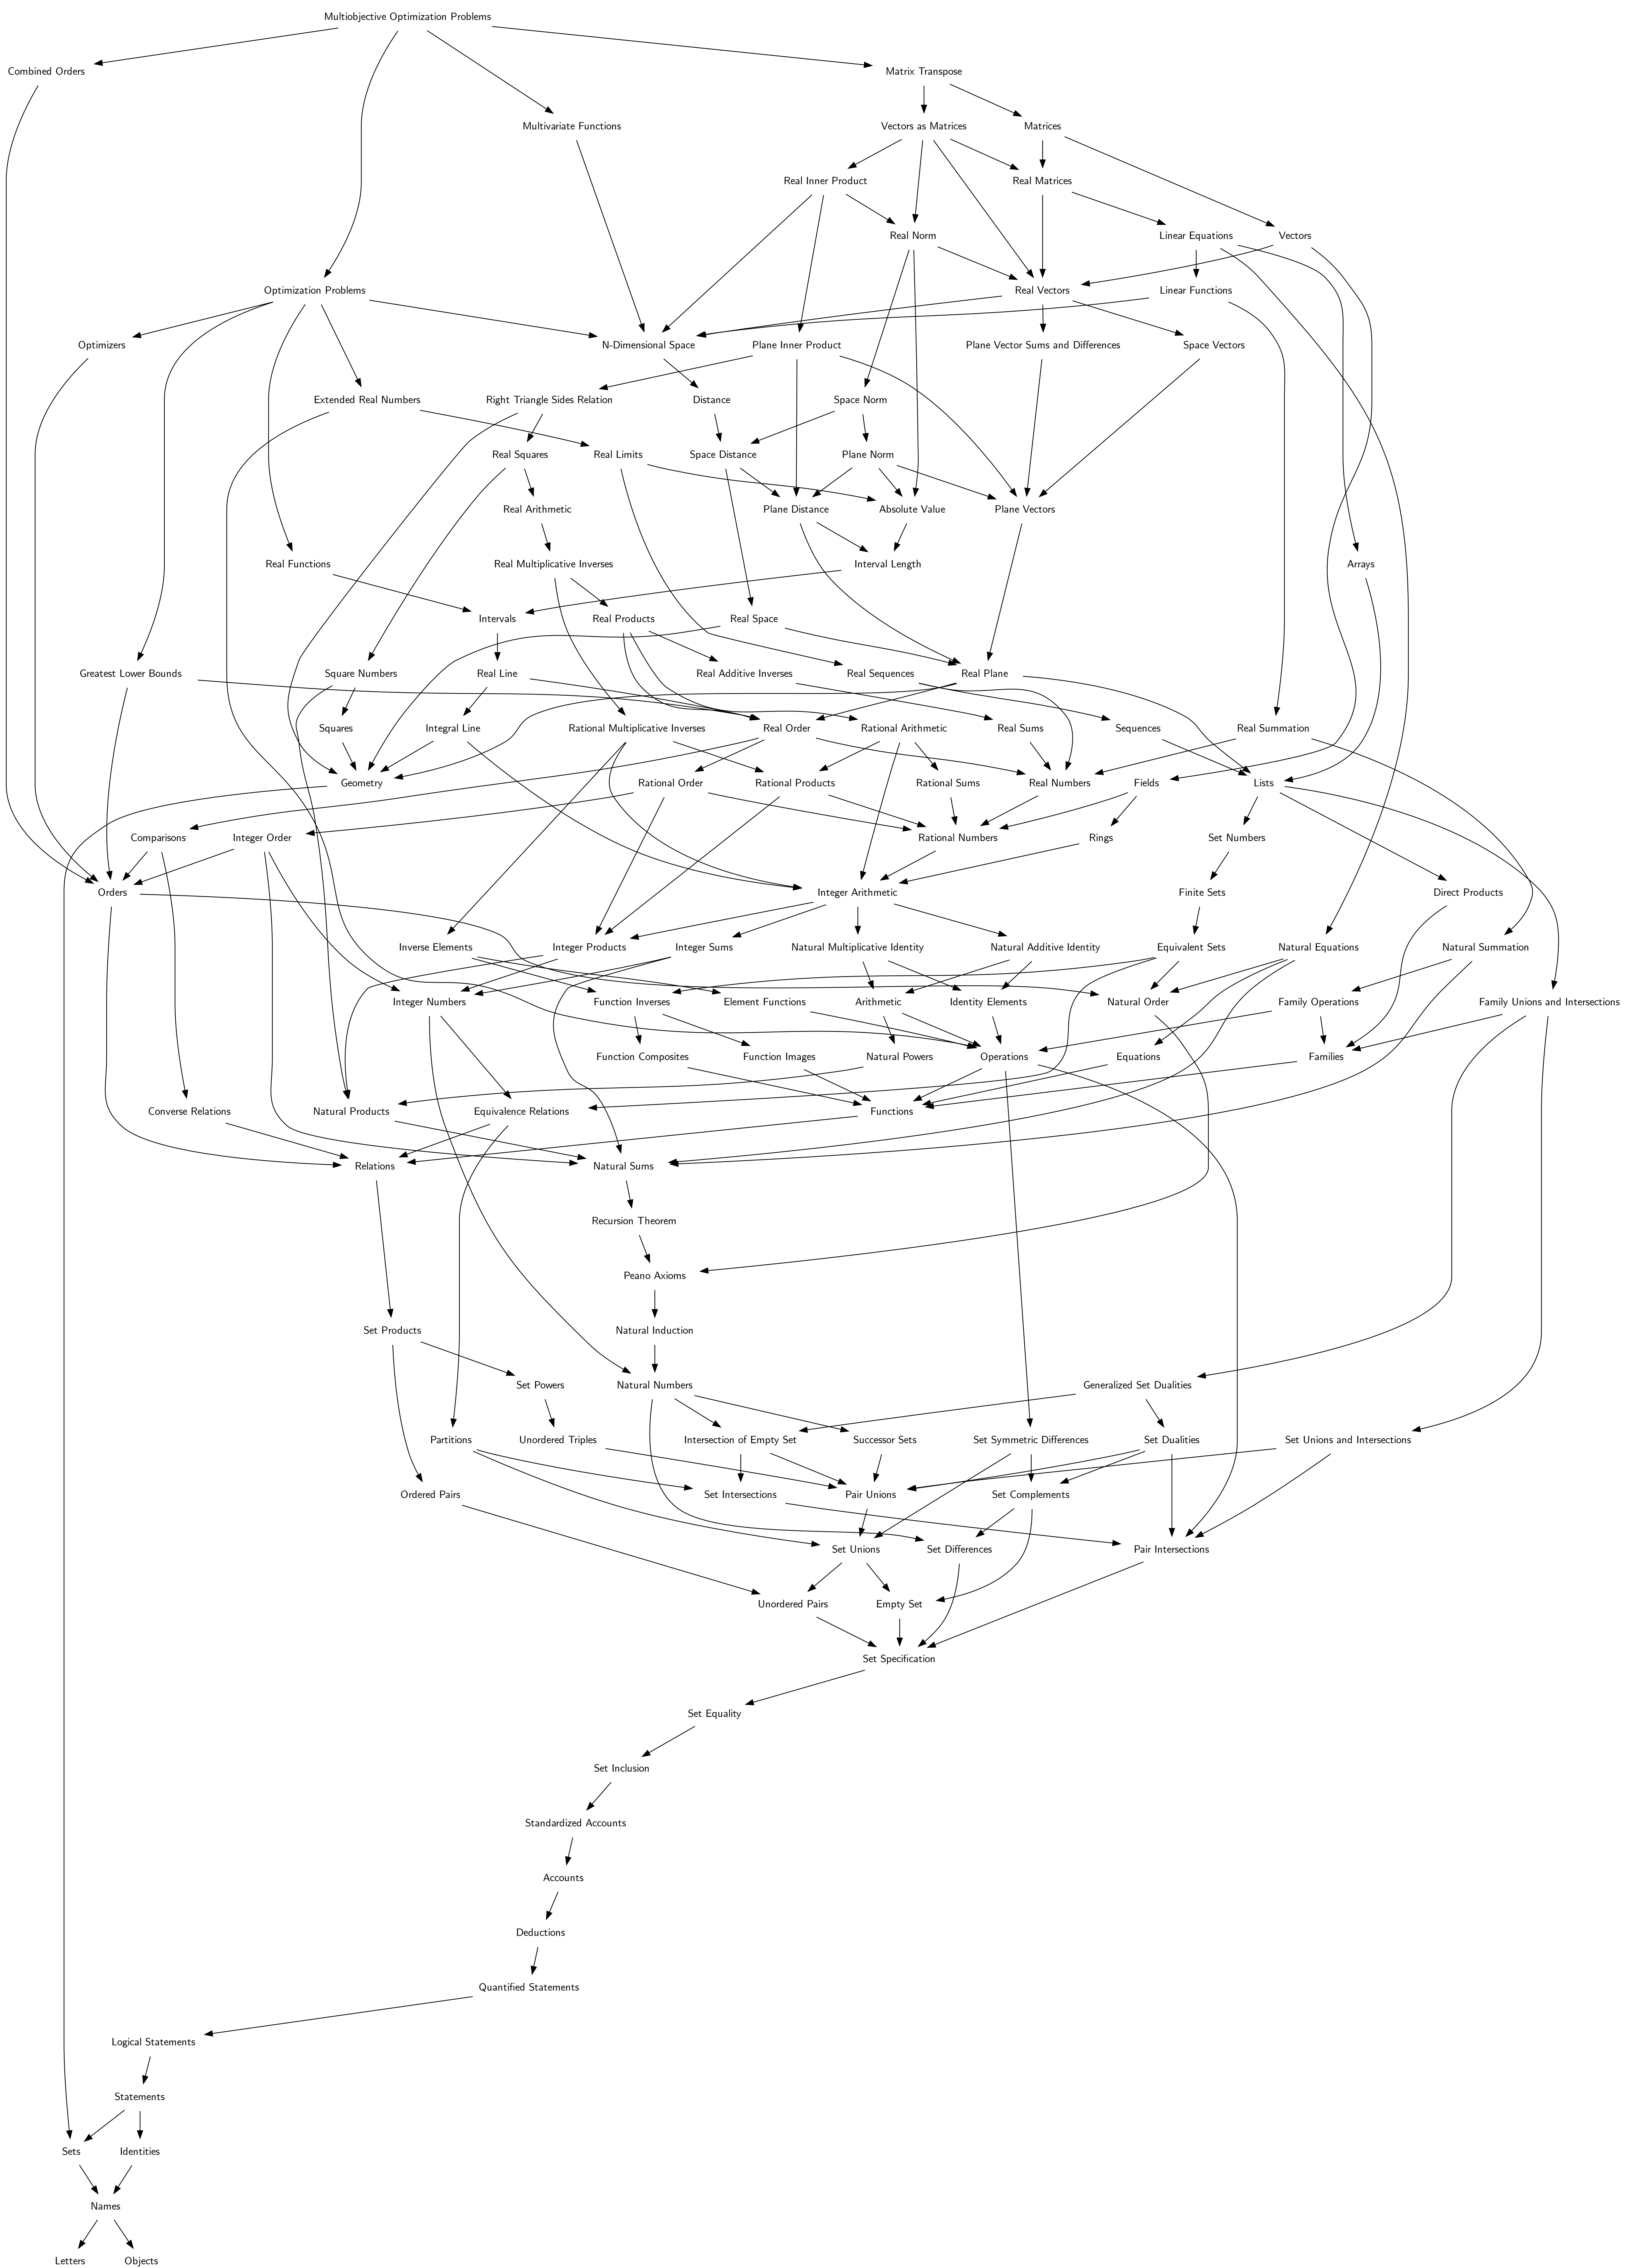 Multiobjective Optimization Problems
Combined Orders
Matrix Transpose
Multivariate Functions
Vectors as Matrices
Matrices
Real Inner Product
Real Matrices
Real Norm
Linear Equations
Vectors
Optimization Problems
Real Vectors
Linear Functions
Optimizers
N-Dimensional Space
Plane Inner Product
Plane Vector Sums and Differences
Space Vectors
Extended Real Numbers
Right Triangle Sides Relation
Distance
Space Norm
Real Squares
Real Limits
Space Distance
Plane Norm
Real Arithmetic
Plane Distance
Absolute Value
Plane Vectors
Real Functions
Real Multiplicative Inverses
Interval Length
Arrays
Intervals
Real Products
Real Space
Greatest Lower Bounds
Square Numbers
Real Line
Real Additive Inverses
Real Sequences
Real Plane
Squares
Integral Line
Rational Multiplicative Inverses
Real Order
Rational Arithmetic
Real Sums
Sequences
Real Summation
Geometry
Rational Order
Rational Products
Rational Sums
Real Numbers
Fields
Lists
Comparisons
Integer Order
Rational Numbers
Rings
Set Numbers
Orders
Integer Arithmetic
Finite Sets
Direct Products
Inverse Elements
Integer Products
Integer Sums
Natural Multiplicative Identity
Natural Additive Identity
Equivalent Sets
Natural Equations
Natural Summation
Integer Numbers
Function Inverses
Element Functions
Arithmetic
Identity Elements
Natural Order
Family Operations
Family Unions and Intersections
Function Composites
Function Images
Natural Powers
Operations
Equations
Families
Converse Relations
Natural Products
Equivalence Relations
Functions
Relations
Natural Sums
Recursion Theorem
Peano Axioms
Set Products
Natural Induction
Set Powers
Natural Numbers
Generalized Set Dualities
Partitions
Unordered Triples
Intersection of Empty Set
Successor Sets
Set Symmetric Differences
Set Dualities
Set Unions and Intersections
Ordered Pairs
Set Intersections
Pair Unions
Set Complements
Set Unions
Set Differences
Pair Intersections
Unordered Pairs
Empty Set
Set Specification
Set Equality
Set Inclusion
Standardized Accounts
Accounts
Deductions
Quantified Statements
Logical Statements
Statements
Sets
Identities
Names
Letters
Objects